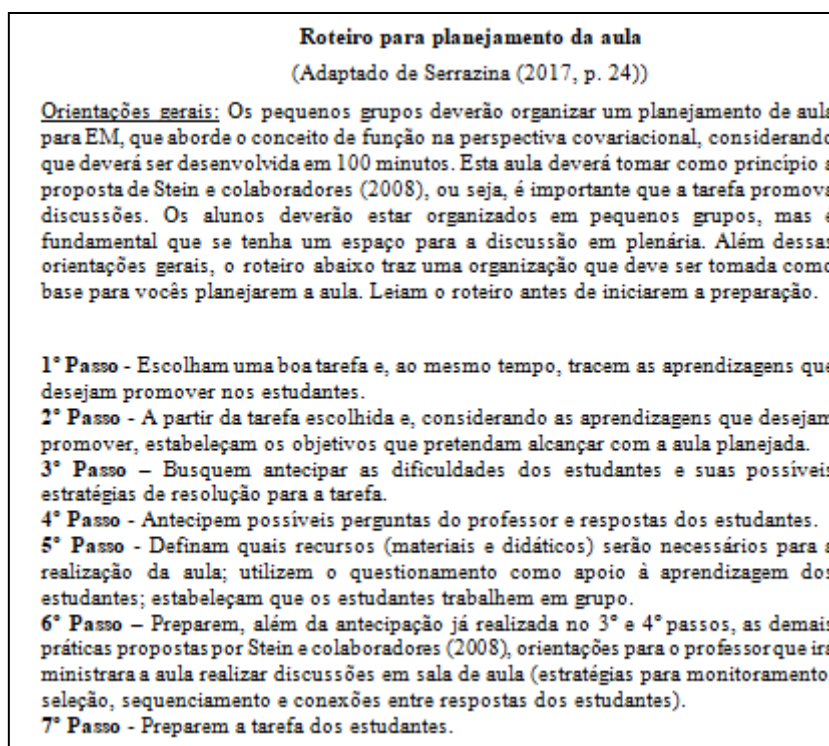 Roteiro para planejamento da aula
(Adaptado de Serrazina (2017, p. 24))
Orientações gerais: Os pequenos grupos deverão organizar um planejamento de aula
para EM, que aborde o conceito de função na perspectiva covariacional, considerando
que deverá ser desenvolvida em 100 minutos. Esta aula deverá tomar como princípio a
proposta de Stein e colaboradores (2008), ou seja, é importante que a tarefa promova
discussões. Os alunos deverão estar organizados em pequenos grupos, mas é
fundamental que se tenha um espaço para a discussão em plenária. Além dessas
orientações gerais, o roteiro abaixo traz uma organização que deve ser tomada como
base para vocês planejarem a aula. Leiam o roteiro antes de iniciarem a preparação.
1° Passo - Escolham uma boa tarefa e, ao mesmo tempo, tracem as aprendizagens que
desejam promover nos estudantes.
2° Passo - A partir da tarefa escolhida e, considerando as aprendizagens que desejam
promover, estabeleçam os objetivos que pretendam alcançar com a aula planejada.
3° Passo – Busquem antecipar as dificuldades dos estudantes e suas possíveis
estratégias de resolução para a tarefa.
4° Passo - Antecipem possíveis perguntas do professor e respostas dos estudantes.
5° Passo - Definam quais recursos (materiais e didáticos) serão necessários para a
realização da aula; utilizem o questionamento como apoio à aprendizagem dos
estudantes; estabeleçam que os estudantes trabalhem em grupo.
6° Passo – Preparem, além da antecipação já realizada no 3° e 4° passos, as demais
práticas propostas por Stein e colaboradores (2008), orientações para o professor que irá
ministrara a aula realizar discussões em sala de aula (estratégias para monitoramento,
seleção, sequenciamento e conexões entre respostas dos estudantes).
7° Passo - Preparem a tarefa dos estudantes.